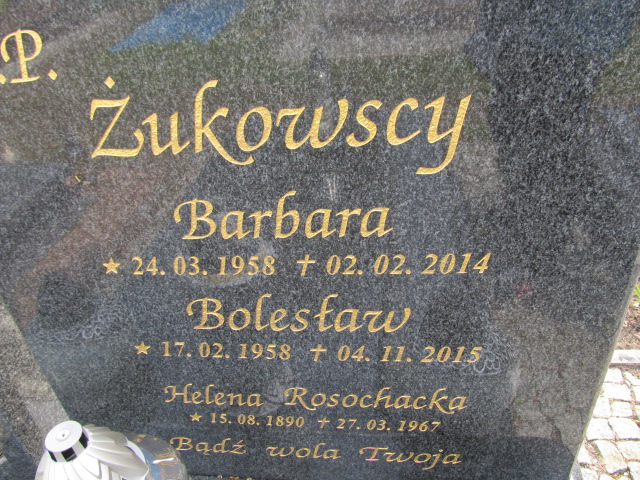 .P.
Żukowscy
Barbara
★ 24. 03. 1958 ✝ 02. 02. 2014
Bolesław
★ 17. 02. 1958 ✝ 04. 11. 2015
Helena Rosochacka
★ 15. 08. 1890 ✝ 27. 03. 1967
Bądź wola Twoja